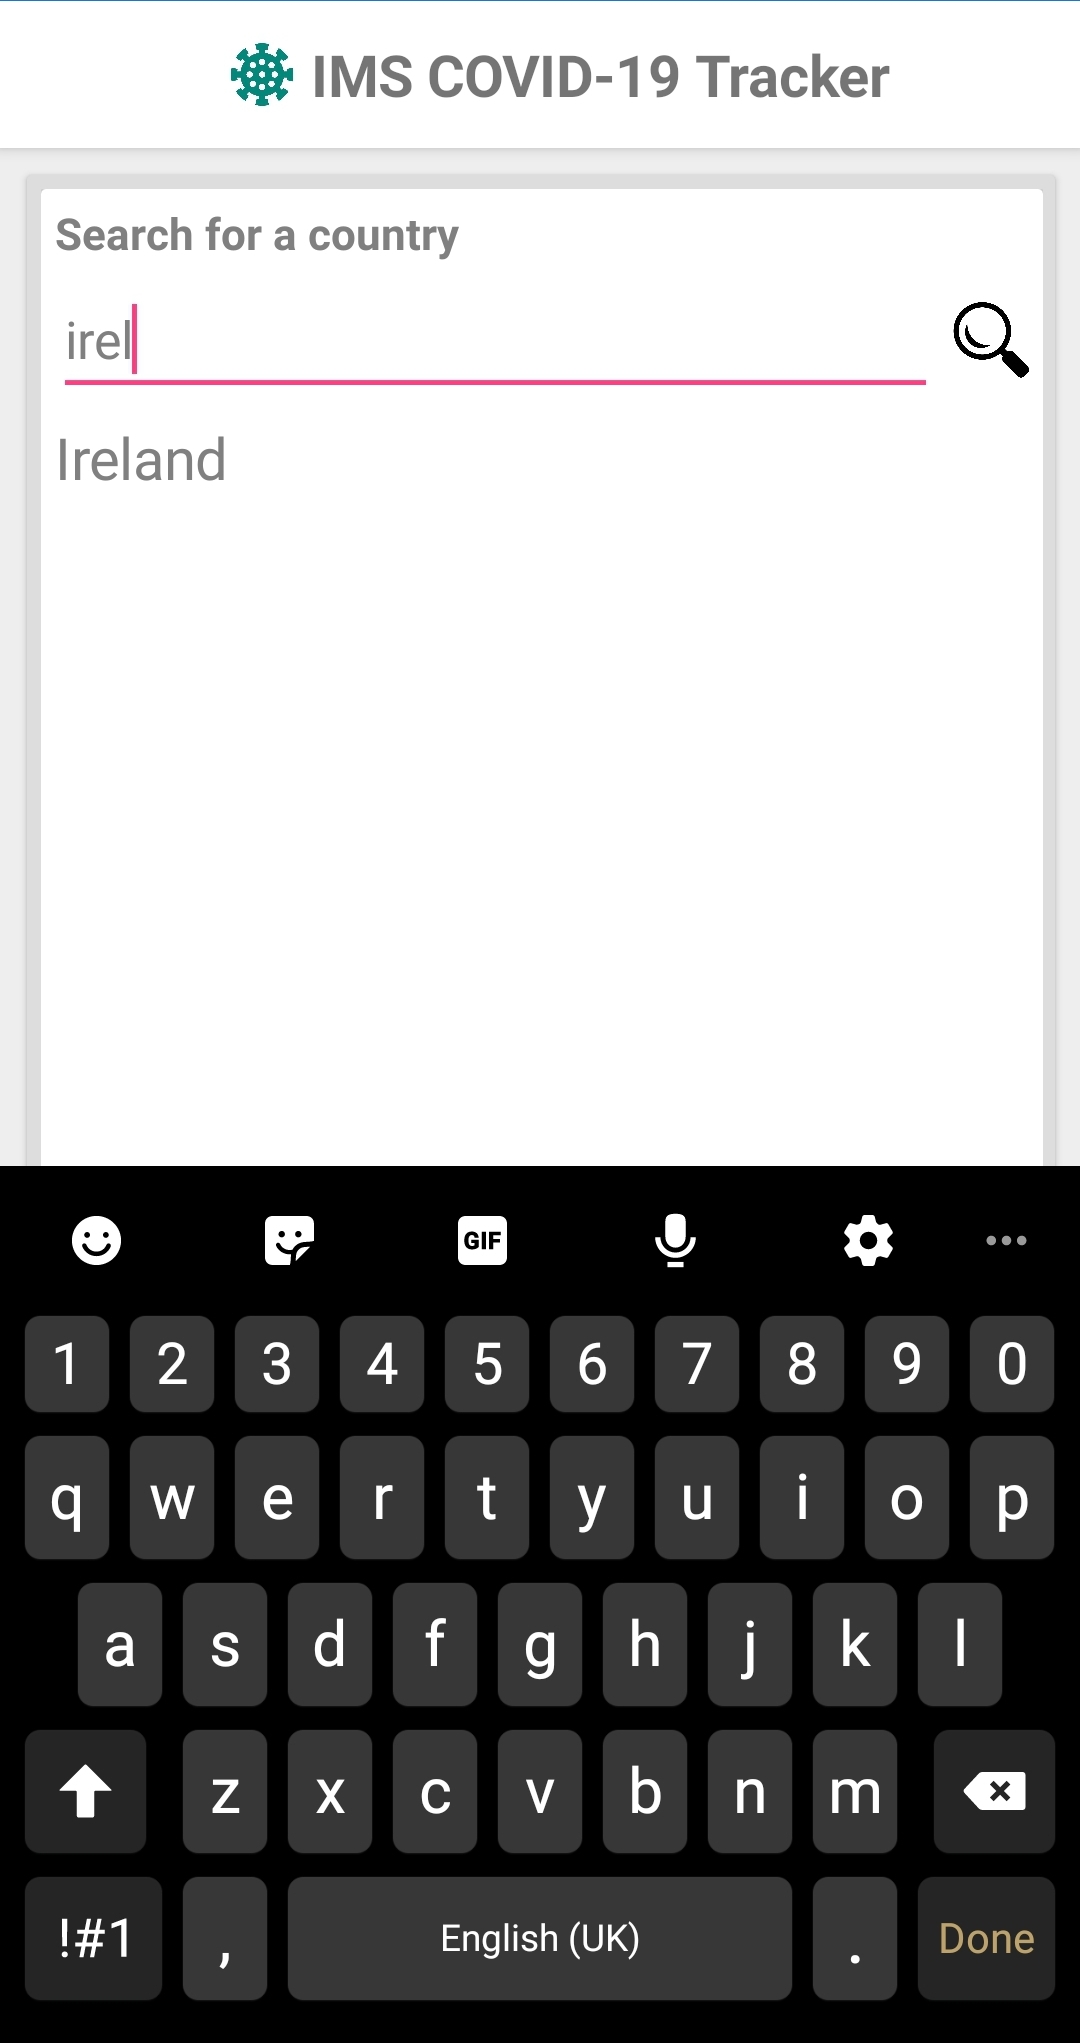 IMS COVID-19 Tracker
Search for a country
irel
Ireland
GIF
1 2 3 4 5 6 7 8 9 0
q w e r t y u i o p
a s d f g h j k l
z x c v b n m
!#1 , English (UK) . Done